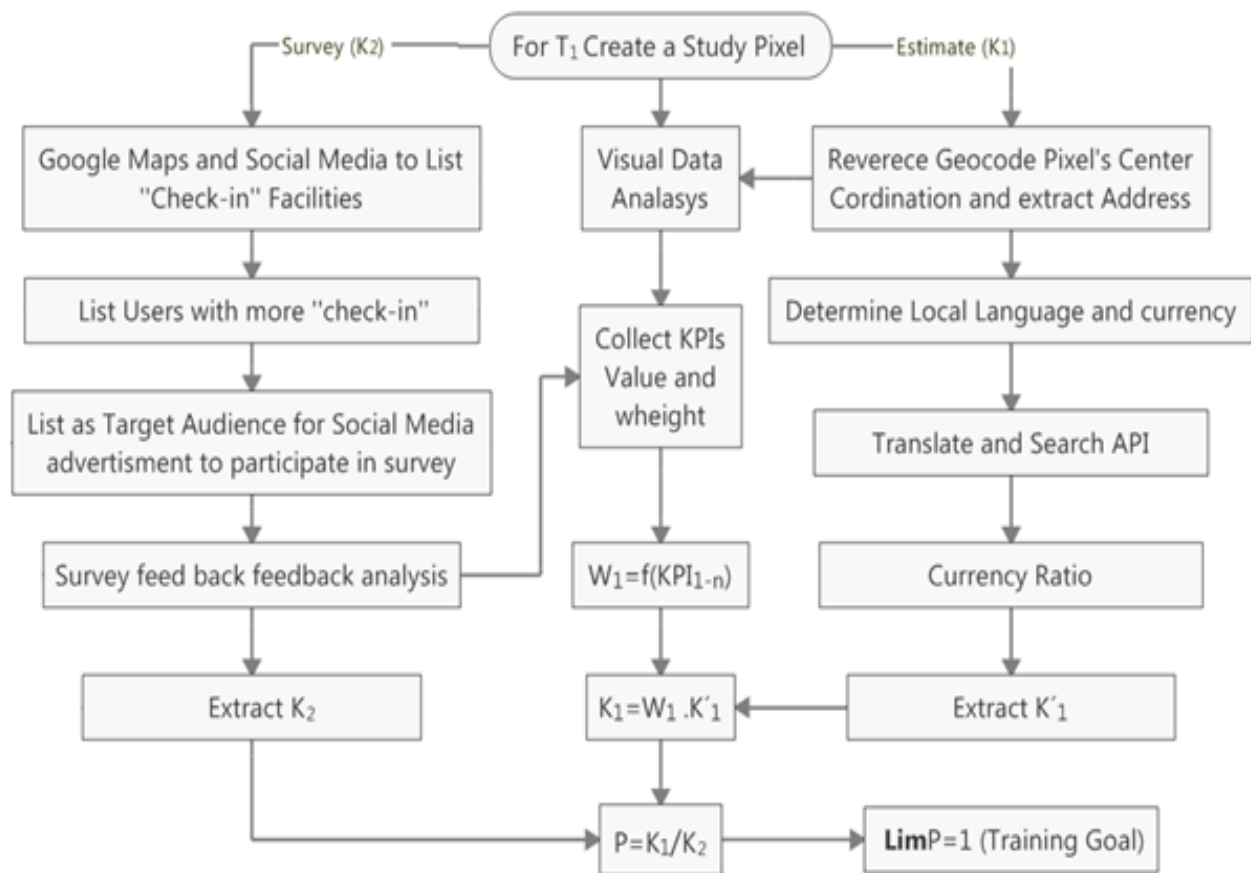 For T₁ Create a Study Pixel
Survey (K₂)
Estimate (K₁)
Google Maps and Social Media to List
"Check-in" Facilities
Visual Data
Analasys
Reverece Geocode Pixel's Center
Cordination and extract Address
List Users with more "check-in"
Collect KPIs
Value and
wheight
Determine Local Language and currency
List as Target Audience for Social Media
advertisment to participate in survey
Translate and Search API
Survey feed back feedback analysis
W₁=f(KPI₁₋ₙ)
Currency Ratio
Extract K₂
K₁=W₁ .K´₁
Extract K´₁
P=K₁/K₂
LimP=1 (Training Goal)